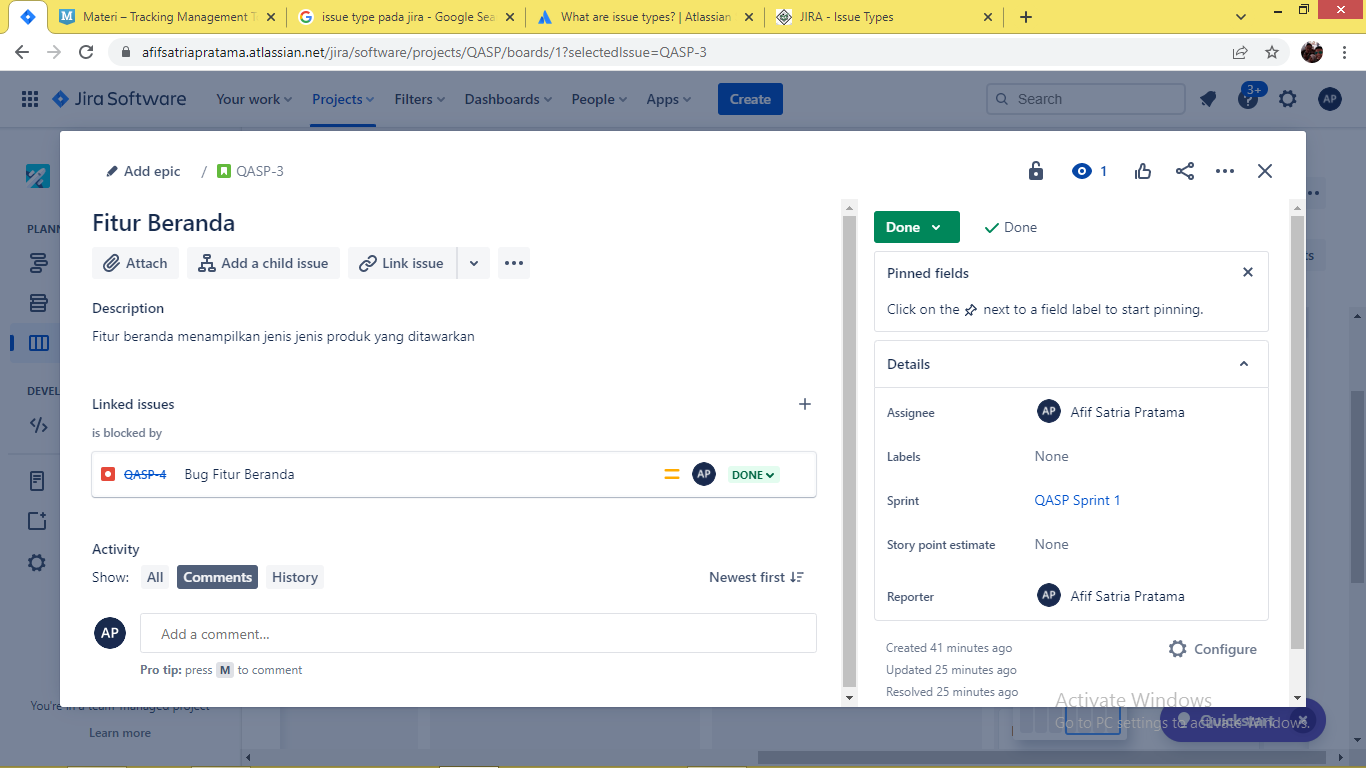 Materi – Tracking Management T
issue type pada jira - Google Sea
What are issue types? | Atlassian
JIRA - Issue Types
afifsatriapratama.atlassian.net/jira/software/projects/QASP/boards/1?selectedIssue=QASP-3
Jira Software
Your work
Projects
Filters
Dashboards
People
Apps
Create
Search
3+
AP
Add epic
/
QASP-3
1
PLANN
Fitur Beranda
Done
Done
Attach
Add a child issue
Link issue
Pinned fields
Click on the next to a field label to start pinning.
Description
Fitur beranda menampilkan jenis jenis produk yang ditawarkan
Details
DEVEL
Linked issues
Assignee
AP
Afif Satria Pratama
is blocked by
Labels
None
QASP-4
Bug Fitur Beranda
AP
DONE
Sprint
QASP Sprint 1
Story point estimate
None
Activity
Show:
All
Comments
History
Newest first
Reporter
AP
Afif Satria Pratama
AP
Add a comment...
Created 41 minutes ago
Configure
Pro tip: press M to comment
Updated 25 minutes ago
Resolved 25 minutes ago
You're in a team-managed project
Learn more
Activate Windows
Go to PC settings to activate Windows.
Quickstart